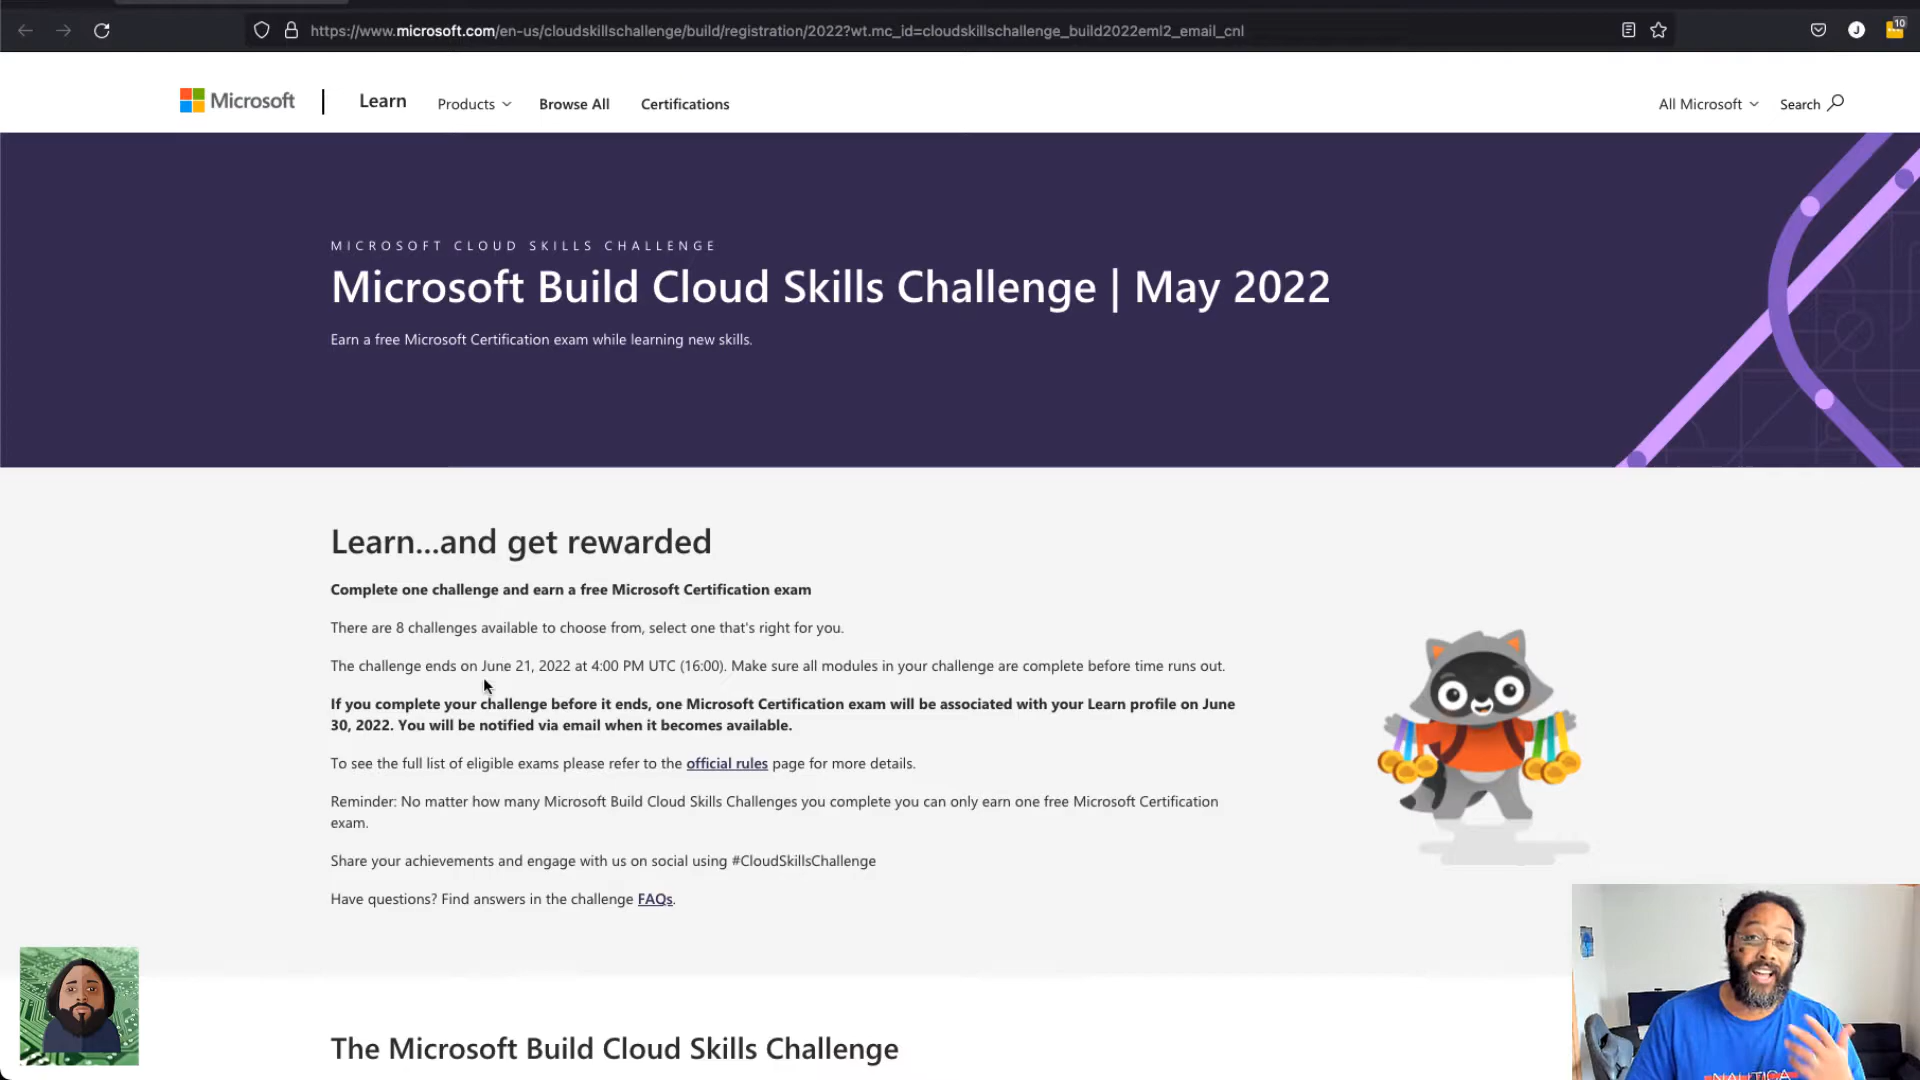 https://www.microsoft.com/en-us/cloudskillschallenge/build/registration/2022?wt.mc_id=cloudskillschallenge_build2022eml2_email_cnl
10
J
Microsoft
Learn
Products
Browse All
Certifications
All Microsoft
Search
MICROSOFT CLOUD SKILLS CHALLENGE
Microsoft Build Cloud Skills Challenge | May 2022
Earn a free Microsoft Certification exam while learning new skills.
Learn...and get rewarded
Complete one challenge and earn a free Microsoft Certification exam
There are 8 challenges available to choose from, select one that's right for you.
The challenge ends on June 21, 2022 at 4:00 PM UTC (16:00). Make sure all modules in your challenge are complete before time runs out.
If you complete your challenge before it ends, one Microsoft Certification exam will be associated with your Learn profile on June
30, 2022. You will be notified via email when it becomes available.
To see the full list of eligible exams please refer to the official rules page for more details.
Reminder: No matter how many Microsoft Build Cloud Skills Challenges you complete you can only earn one free Microsoft Certification
exam.
Share your achievements and engage with us on social using #CloudSkillsChallenge
Have questions? Find answers in the challenge FAQs.
The Microsoft Build Cloud Skills Challenge
NAUTICA